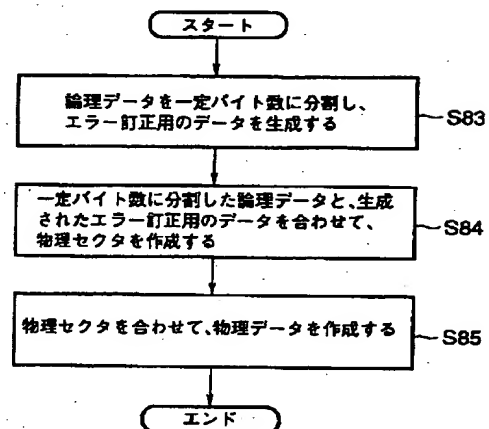 スタート
論理データを一定バイト数に分割し、
エラー訂正用のデータを生成する
S83
一定バイト数に分割した論理データと、生成
されたエラー訂正用のデータを合わせて、
物理セクタを作成する
S84
物理セクタを合わせて、物理データを作成する
S85
エンド